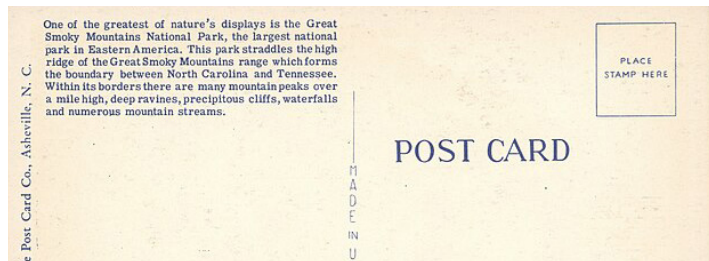 One of the greatest of nature's displays is the Great
Smoky Mountains National Park, the largest national
park in Eastern America. This park straddles the high
ridge of the Great Smoky Mountains range which forms
the boundary between North Carolina and Tennessee.
Within its borders there are many mountain peaks over
a mile high, deep ravines, precipitous cliffs, waterfalls
and numerous mountain streams.
Post Card Co., Asheville, N. C.
MADE IN U
POST CARD
PLACE
STAMP HERE